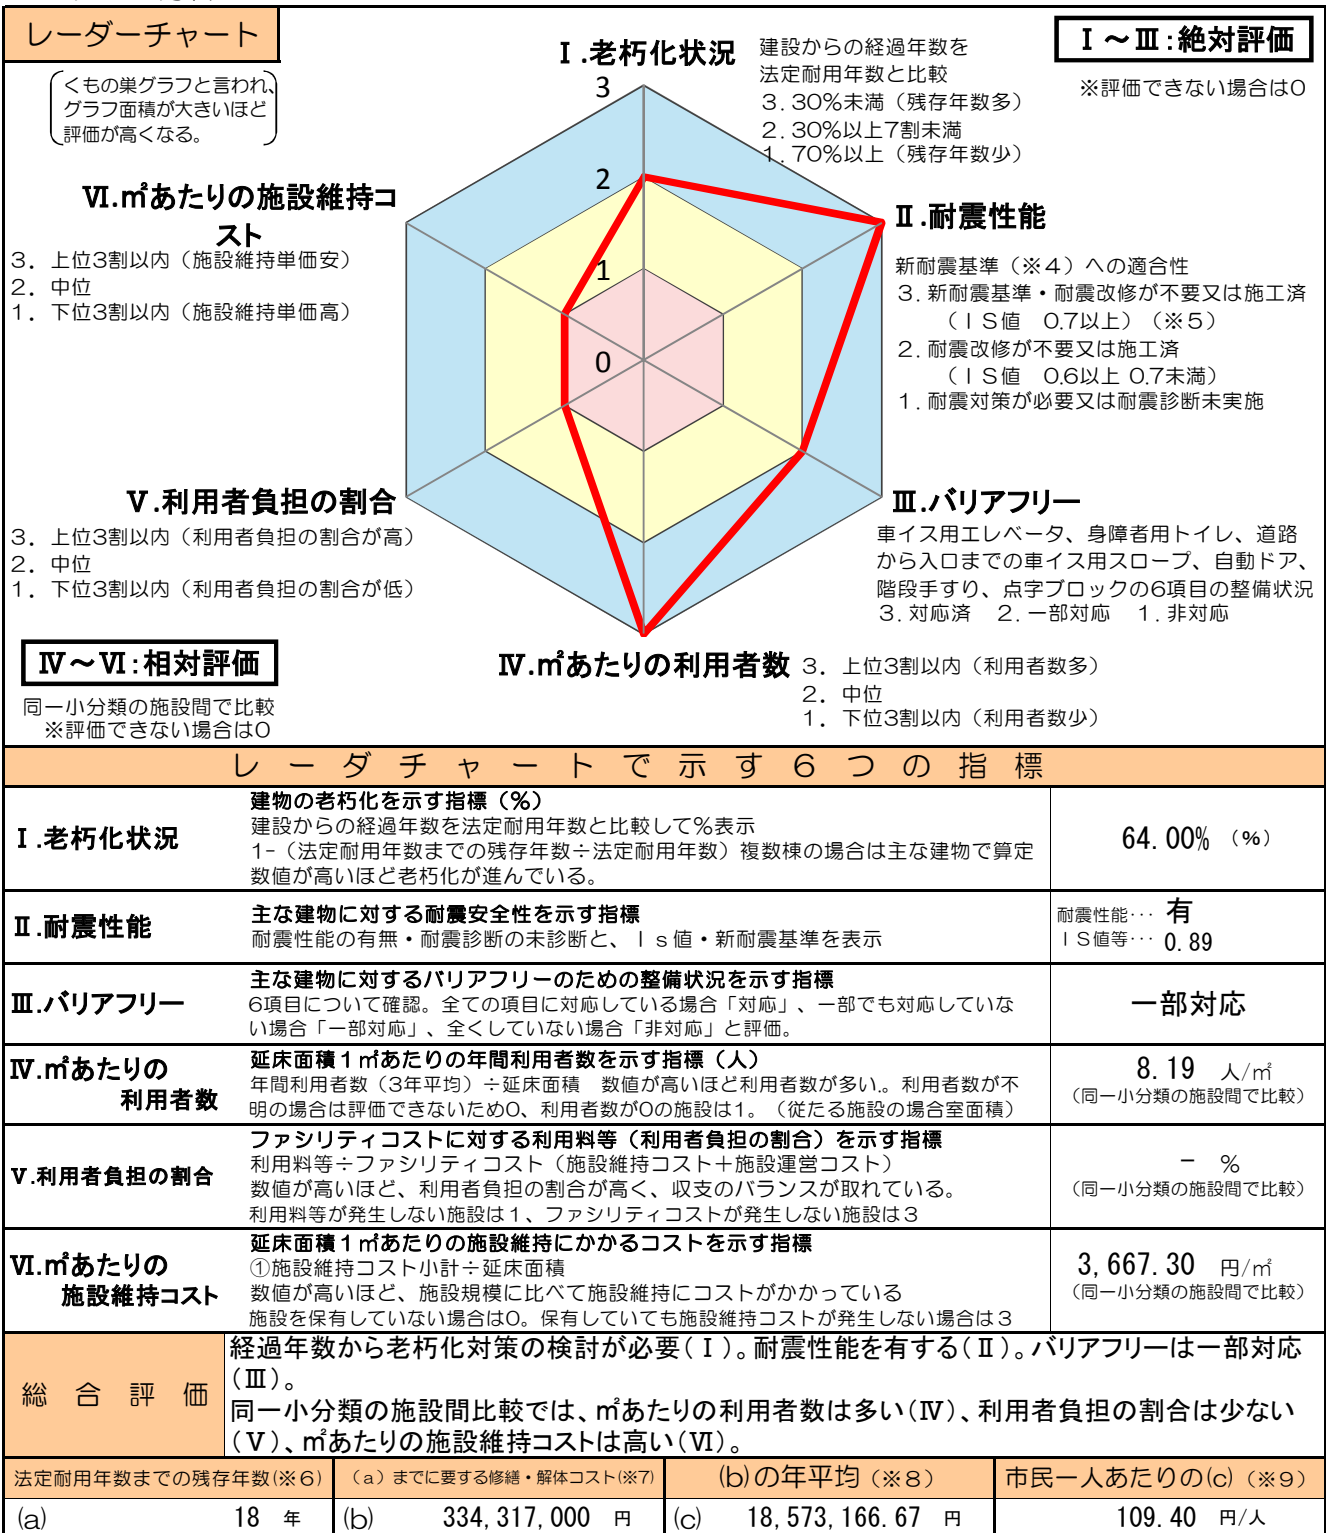 レーダーチャート
くもの巣グラフと言われ、
グラフ面積が大きいほど
評価が高くなる。
Ⅰ～Ⅲ:絶対評価
※評価できない場合は0
Ⅰ.老朽化状況
建設からの経過年数を
法定耐用年数と比較
3.30%未満（残存年数多）
2.30%以上7割未満
1.70%以上（残存年数少）
3
2
1
0
Ⅱ.耐震性能
新耐震基準（※4）への適合性
3.新耐震基準・耐震改修が不要又は施工済
（ＩＳ値　0.7以上）（※5）
2.耐震改修が不要又は施工済
（ＩＳ値　0.6以上 0.7未満）
1.耐震対策が必要又は耐震診断未実施
Ⅲ.バリアフリー
車イス用エレベータ、身障者用トイレ、道路
から入口までの車イス用スロープ、自動ドア、
階段手すり、点字ブロックの6項目の整備状況
3.対応済　2.一部対応　1.非対応
Ⅳ.㎡あたりの利用者数
3. 上位3割以内（利用者数多）
2. 中位
1. 下位3割以内（利用者数少）
Ⅴ.利用者負担の割合
3. 上位3割以内（利用者負担の割合が高）
2. 中位
1. 下位3割以内（利用者負担の割合が低）
Ⅵ.㎡あたりの施設維持コ
スト
3. 上位3割以内（施設維持単価安）
2. 中位
1. 下位3割以内（施設維持単価高）
Ⅳ～Ⅵ:相対評価
同一小分類の施設間で比較
※評価できない場合は0
レーダチャートで示す6つの指標
Ⅰ.老朽化状況
建物の老朽化を示す指標（%）
建設からの経過年数を法定耐用年数と比較して%表示
1-（法定耐用年数までの残存年数÷法定耐用年数）複数棟の場合は主な建物で算定
数値が高いほど老朽化が進んでいる。
64.00% （%）
Ⅱ.耐震性能
主な建物に対する耐震安全性を示す指標
耐震性能の有無・耐震診断の未診断と、Ｉｓ値・新耐震基準を表示
耐震性能… 有
ＩＳ値等… 0.89
Ⅲ.バリアフリー
主な建物に対するバリアフリーのための整備状況を示す指標
6項目について確認。全ての項目に対応している場合「対応」、一部でも対応していな
い場合「一部対応」、全くしていない場合「非対応」と評価。
一部対応
Ⅳ.㎡あたりの
利用者数
延床面積１㎡あたりの年間利用者数を示す指標（人）
年間利用者数（3年平均）÷延床面積　数値が高いほど利用者数が多い。利用者数が不
明の場合は評価できないため0、利用者数が0の施設は1。（従たる施設の場合室面積）
8.19 人/㎡
（同一小分類の施設間で比較）
Ⅴ.利用者負担の割合
ファシリティコストに対する利用料等（利用者負担の割合）を示す指標
利用料等÷ファシリティコスト（施設維持コスト＋施設運営コスト）
数値が高いほど、利用者負担の割合が高く、収支のバランスが取れている。
利用料等が発生しない施設は１、ファシリティコストが発生しない施設は３
－ %
（同一小分類の施設間で比較）
Ⅵ.㎡あたりの
施設維持コスト
延床面積１㎡あたりの施設維持にかかるコストを示す指標
①施設維持コスト小計÷延床面積
数値が高いほど、施設規模に比べて施設維持にコストがかかっている
施設を保有していない場合は0。保有していても施設維持コストが発生しない場合は３
3,667.30 円/㎡
（同一小分類の施設間で比較）
総合評価
経過年数から老朽化対策の検討が必要(Ⅰ)。耐震性能を有する(Ⅱ)。バリアフリーは一部対応
(Ⅲ)。
同一小分類の施設間比較では、㎡あたりの利用者数は多い(Ⅳ)、利用者負担の割合は少ない
(Ⅴ)、㎡あたりの施設維持コストは高い(Ⅵ)。
法定耐用年数までの残存年数(※6)
（a）までに要する修繕・解体コスト(※7)
(b)の年平均（※8）
市民一人あたりの(c)（※9）
(a) 18 年
(b) 334,317,000 円
(c) 18,573,166.67 円
109.40 円/人